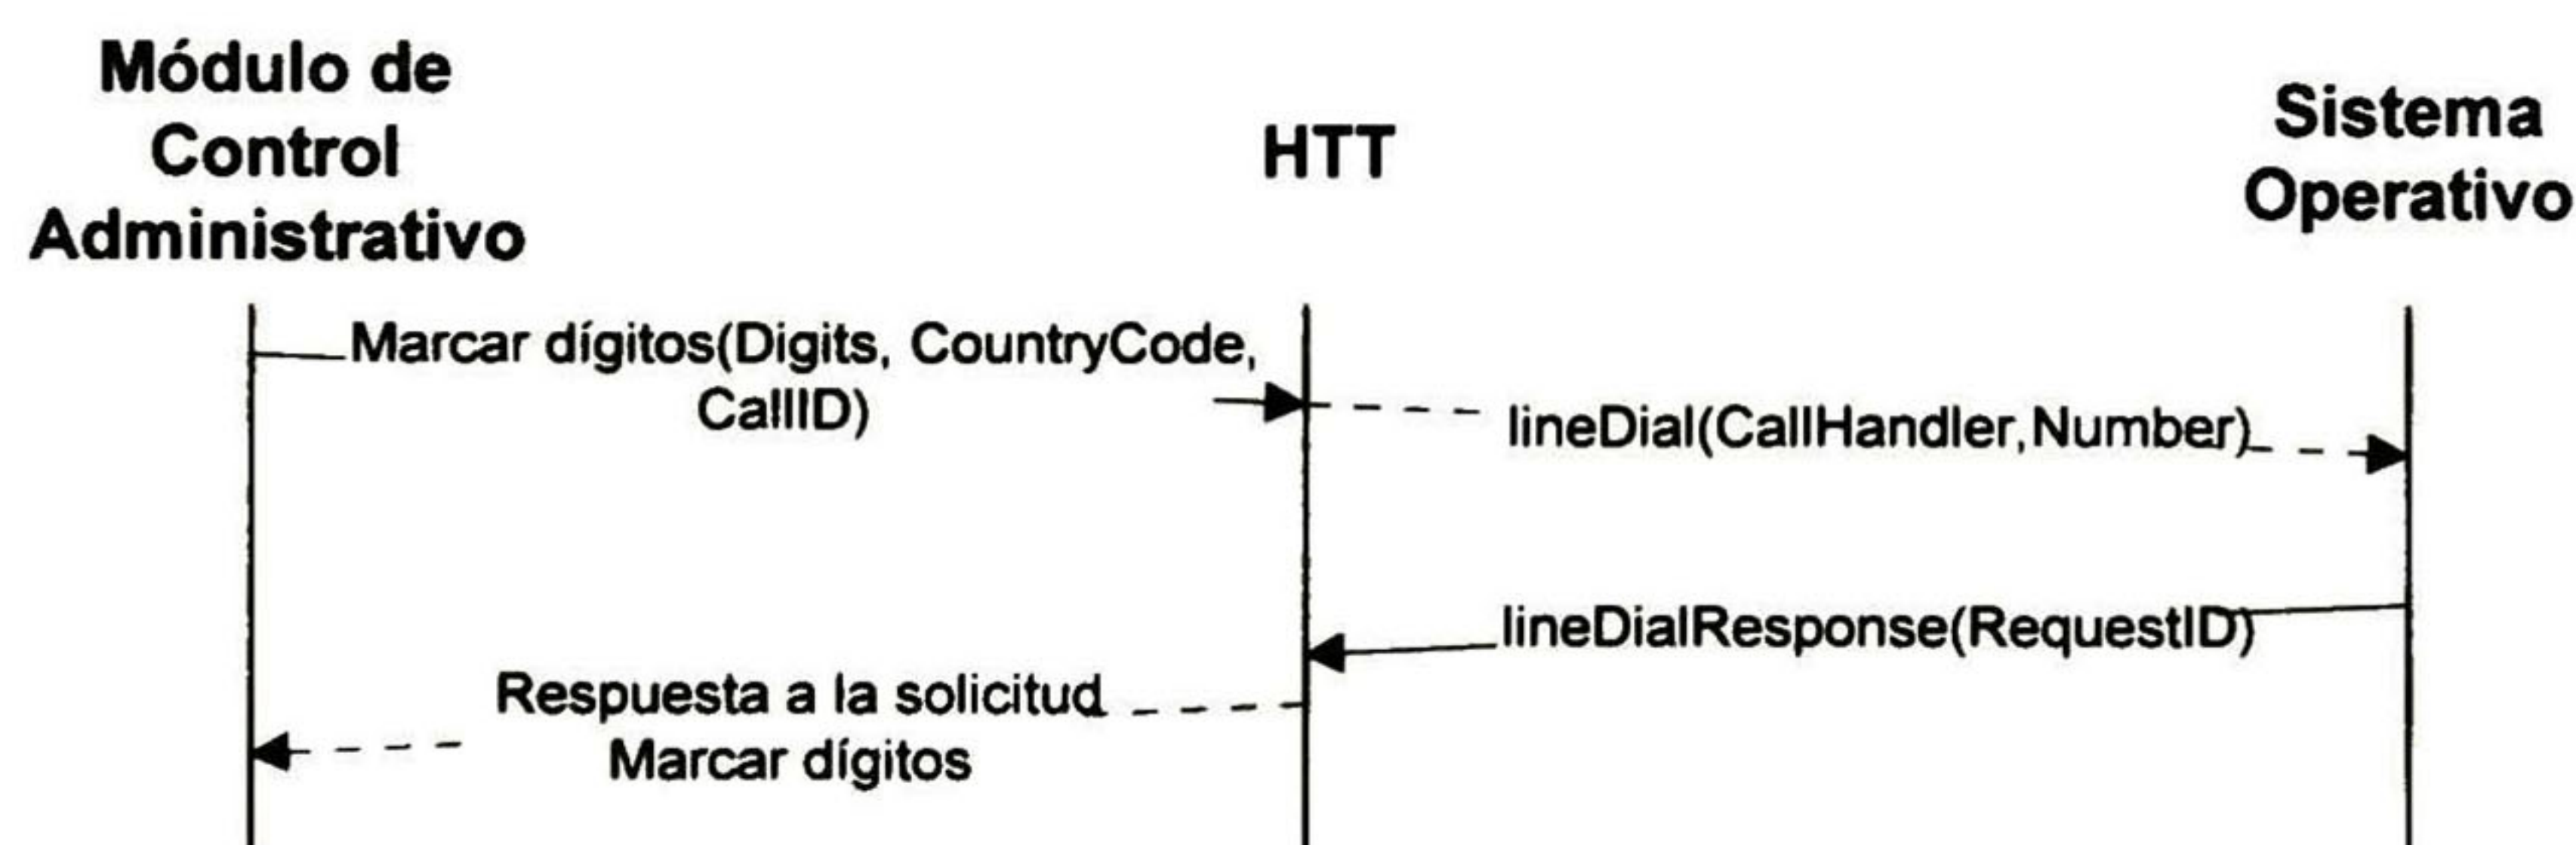 Módulo de
Control
Administrativo
HTT
Sistema
Operativo
Marcar dígitos(Digits, CountryCode,
CallID)
lineDial(CallHandler,Number)
lineDialResponse(RequestID)
Respuesta a la solicitud
Marcar dígitos